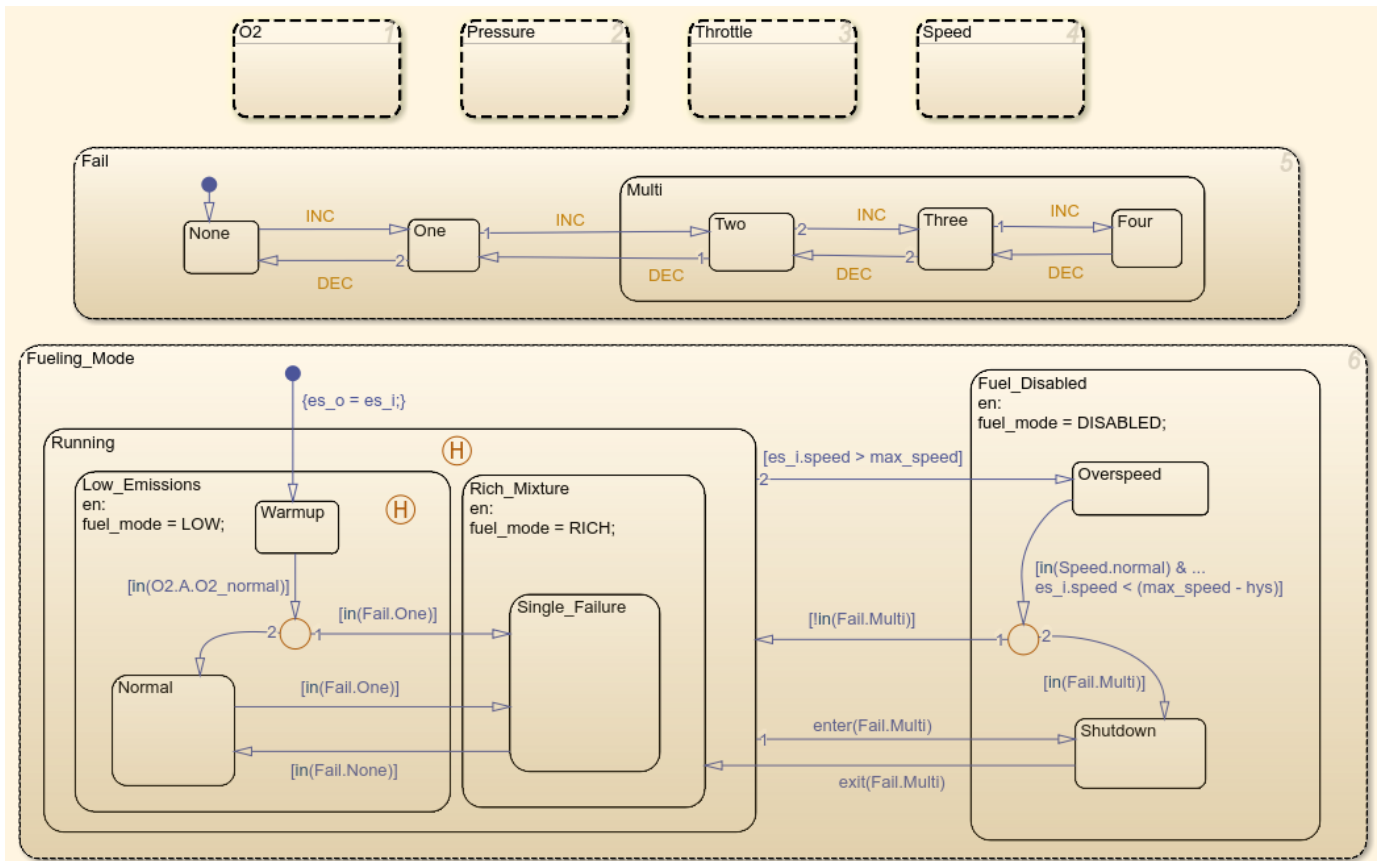 O2 1
Pressure 2
Throttle 3
Speed 4
Fail 5
Multi
None
INC
DEC
2
One
1
INC
DEC
1
Two
2
INC
DEC
2
Three
1
INC
DEC
Four
Fueling_Mode 6
{es_o = es_i;}
Running
H
Low_Emissions
en:
fuel_mode = LOW;
H
Warmup
[in(O2.A.O2_normal)]
2
1
[in(Fail.One)]
Normal
[in(Fail.One)]
[in(Fail.None)]
Rich_Mixture
en:
fuel_mode = RICH;
Single_Failure
[es_i.speed > max_speed]
2
[!in(Fail.Multi)]
1
enter(Fail.Multi)
1
exit(Fail.Multi)
Fuel_Disabled
en:
fuel_mode = DISABLED;
Overspeed
[in(Speed.normal) & ...
es_i.speed < (max_speed - hys)]
2
[in(Fail.Multi)]
Shutdown